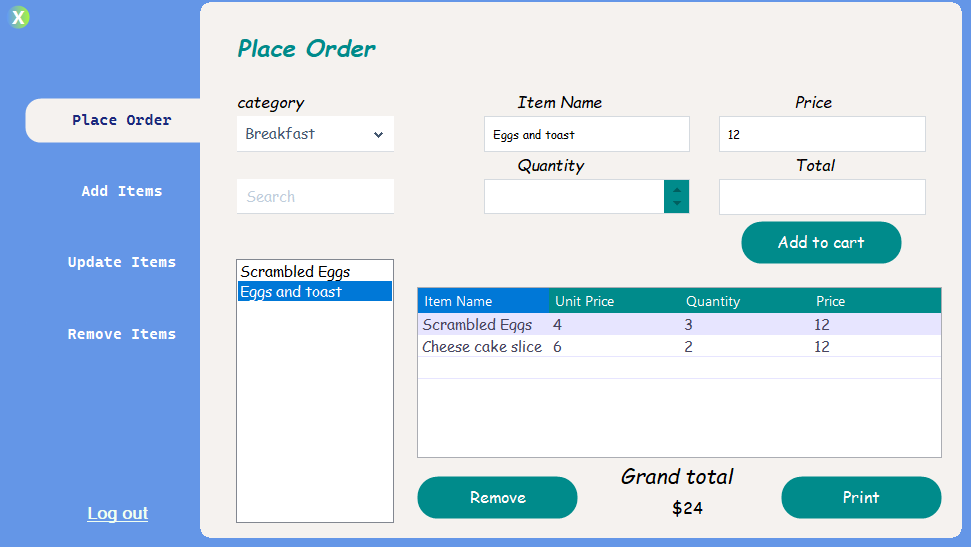 X
Place Order
category
Item Name
Price
Breakfast
Eggs and toast
12
Quantity
Total
Search
Add to cart
Place Order
Add Items
Update Items
Remove Items
Log out
Scrambled Eggs
Eggs and toast
Item Name Unit Price Quantity Price
Scrambled Eggs 4 3 12
Cheese cake slice 6 2 12
Remove
Grand total
$24
Print